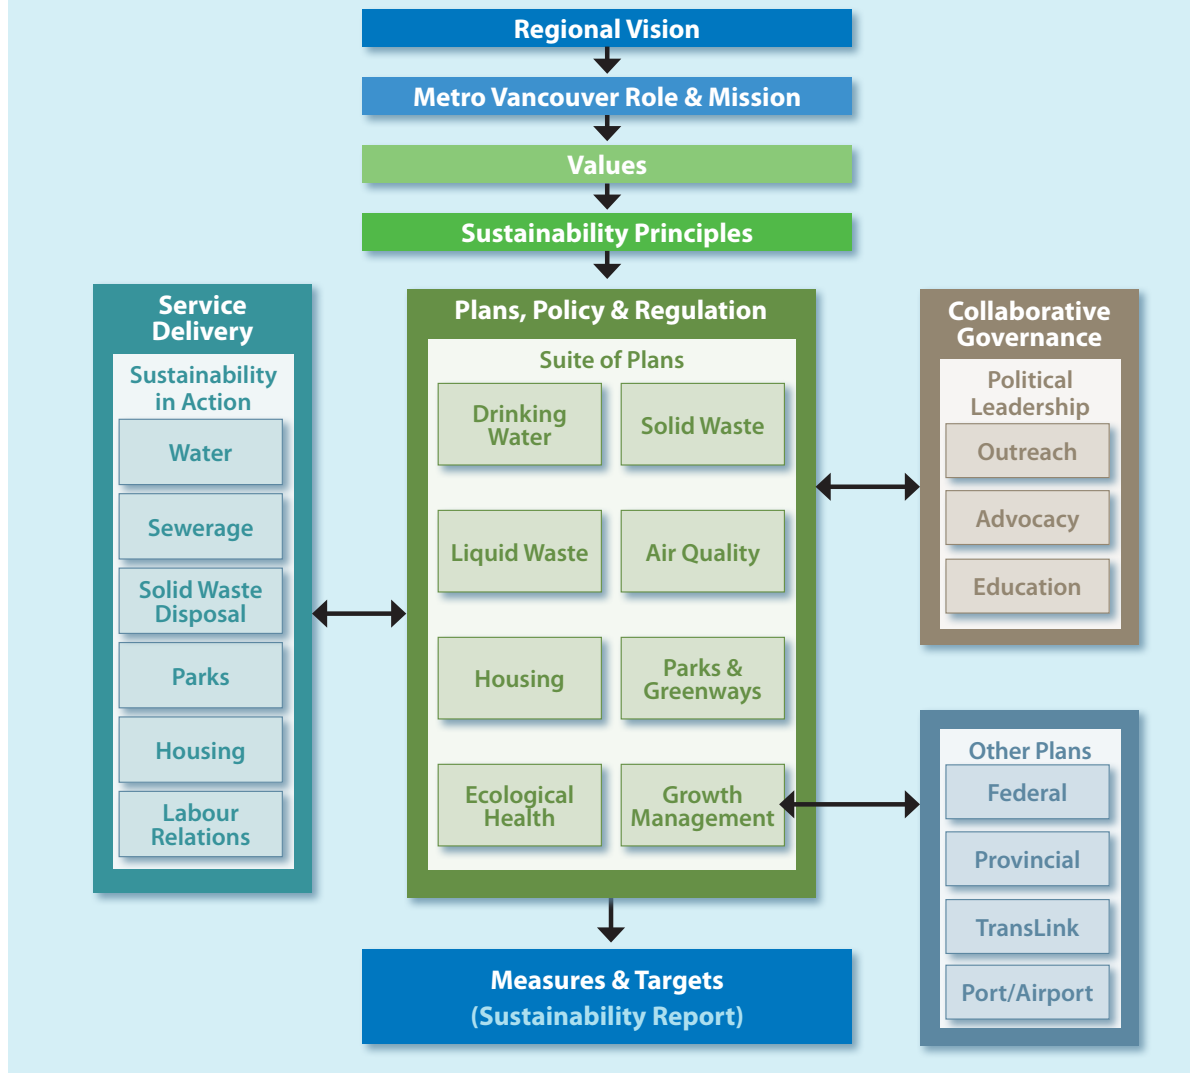 Regional Vision
Metro Vancouver Role & Mission
Values
Sustainability Principles
Service
Delivery
Sustainability
in Action
Water
Sewerage
Solid Waste
Disposal
Parks
Housing
Labour
Relations
Plans, Policy & Regulation
Suite of Plans
Drinking
Water
Solid Waste
Liquid Waste
Air Quality
Housing
Parks &
Greenways
Ecological
Health
Growth
Management
Collaborative
Governance
Political
Leadership
Outreach
Advocacy
Education
Other Plans
Federal
Provincial
TransLink
Port/Airport
Measures & Targets
(Sustainability Report)